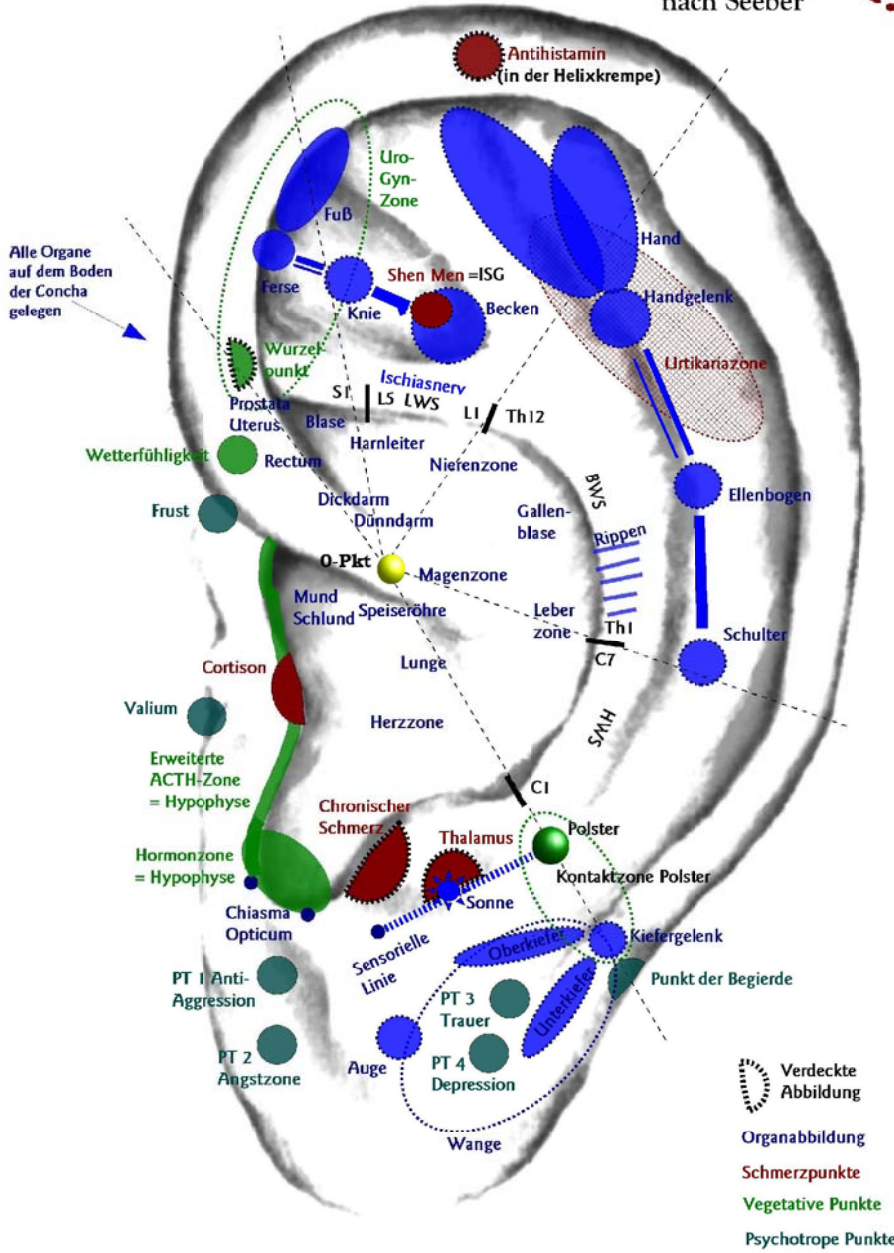 nach Seeber
Antihistamin
(in der Helixkrempe)
Uro-
Gyn-
Zone
Fuß
Hand
Alle Organe
auf dem Boden
der Concha
gelegen
Shen Men =ISG
Ferse
Knie
Becken
Handgelenk
Wurzel
punkt
Urtikariazone
Ischiasnerv
S1
L5 LWS
L1
Th12
Prostata
Uterus
Blase
Harnleiter
Wetterfühligkeit
Rectum
Nierenzone
BWS
Ellenbogen
Dickdarm
Dünndarm
Frust
Gallen-
blase
Rippen
0-Pkt
Magenzone
Mund
Schlund
Speiseröhre
Leber
zone
Th1
C7
Schulter
Lunge
Cortison
Valium
Herzzone
HWS
Erweiterte
ACTH-Zone
= Hypophyse
C1
Chronischer
Schmerz
Thalamus
Polster
Hormonzone
= Hypophyse
Kontaktzone Polster
Sonne
Chiasma
Opticum
Sensorielle
Linie
Oberkiefer
Kiefergelenk
PT 1 Anti-
Aggression
PT 3
Trauer
Unterkiefer
Punkt der Begierde
PT 2
Angstzone
Auge
PT 4
Depression
Wange
Verdeckte
Abbildung
Organabbildung
Schmerzpunkte
Vegetative Punkte
Psychotrope Punkte